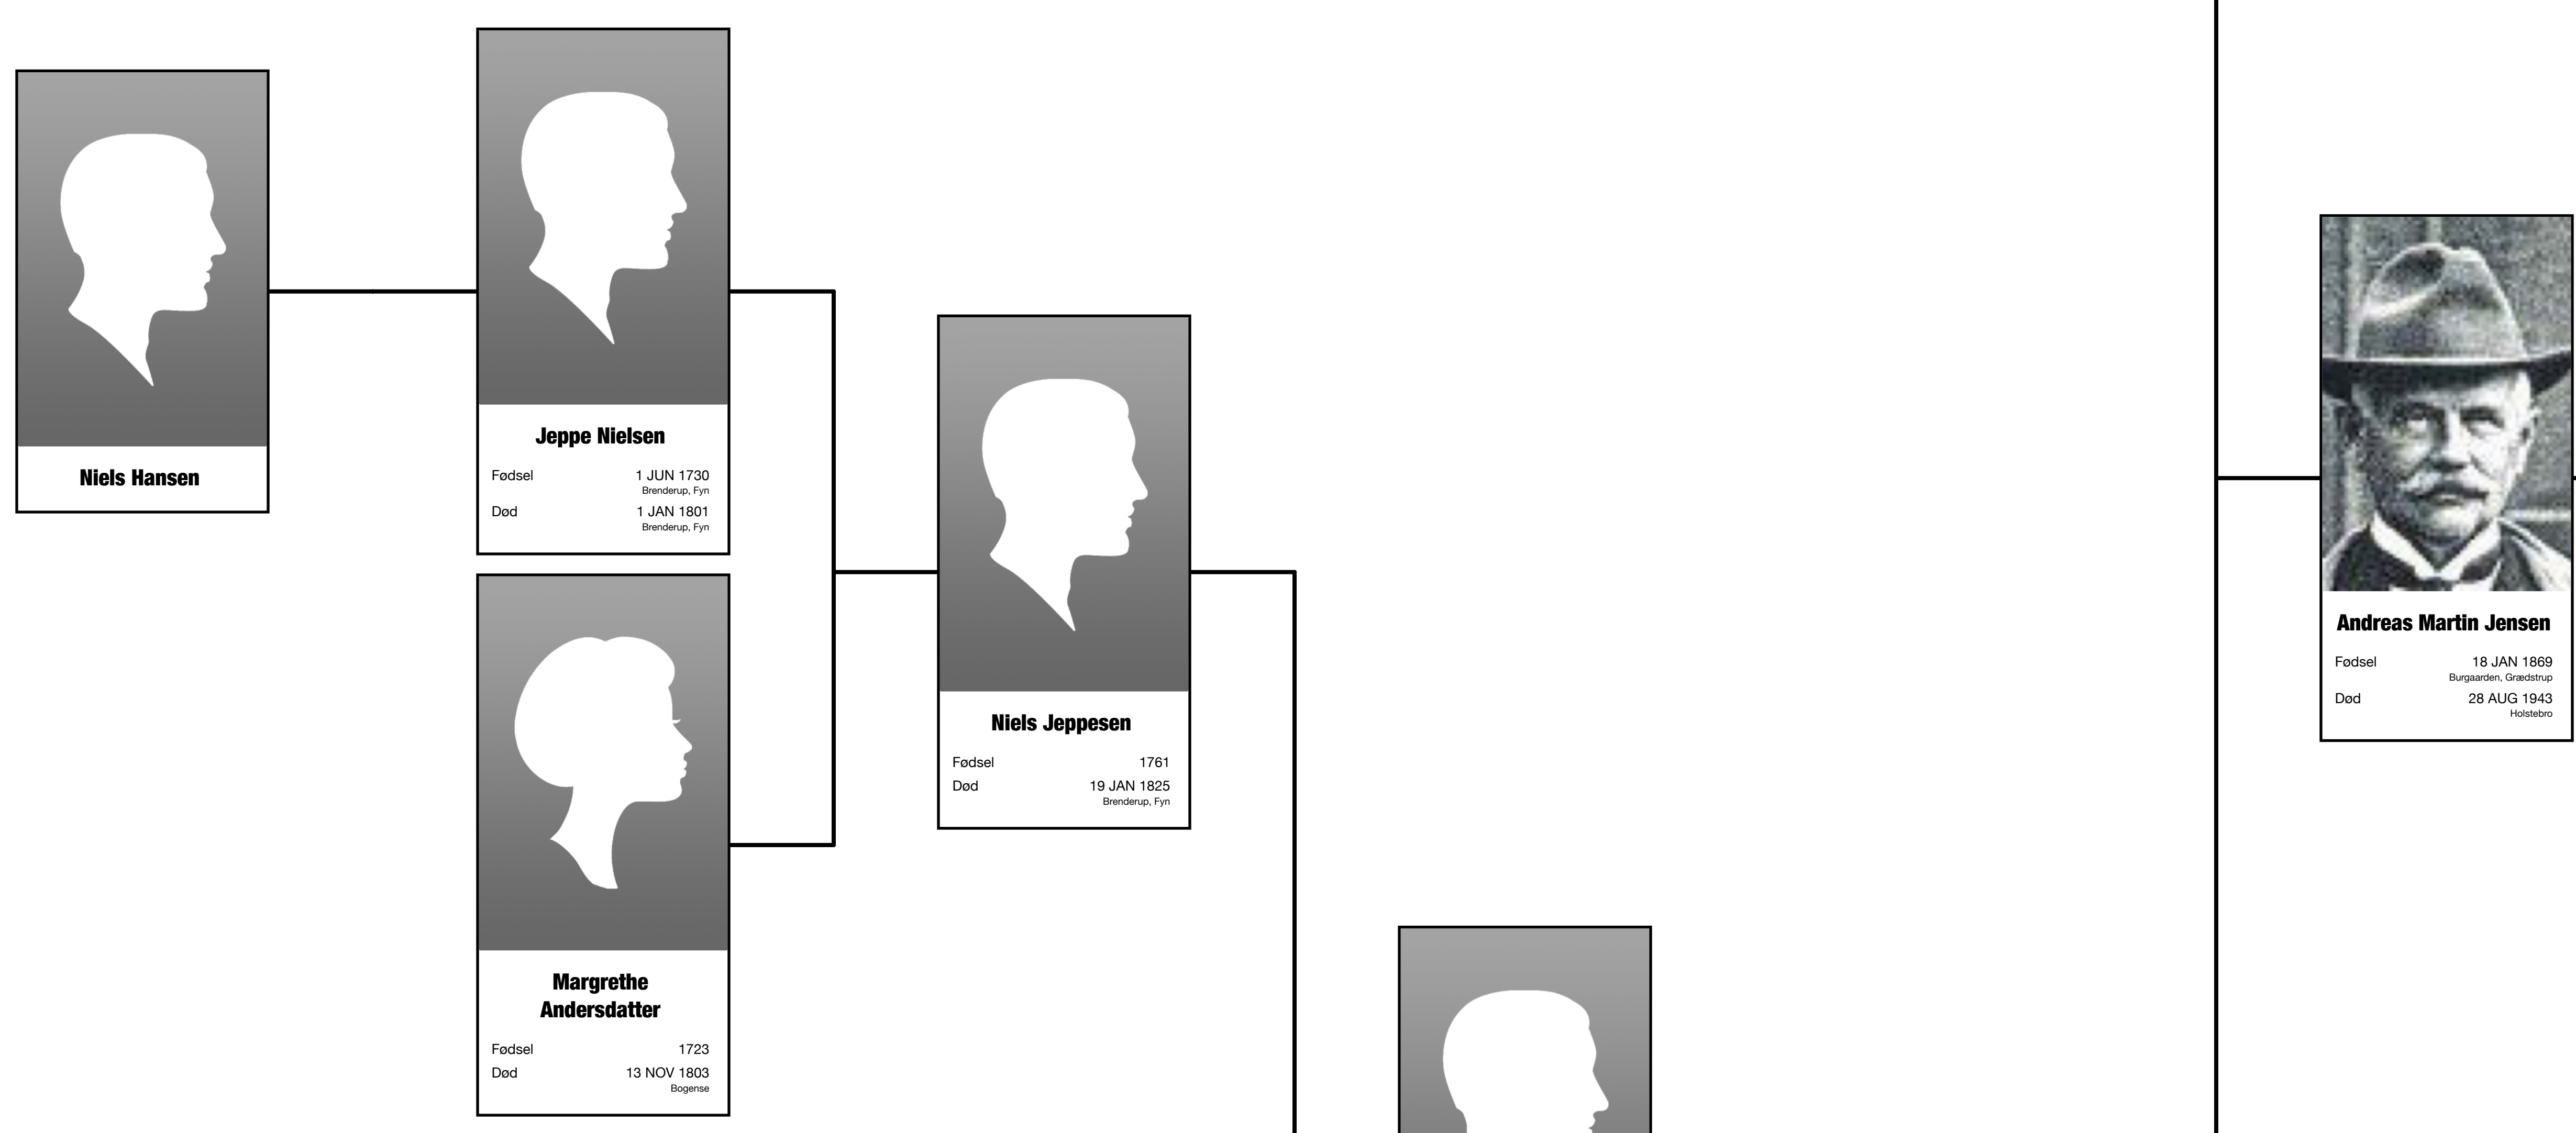 Niels Hansen
Jeppe Nielsen
Fødsel 1 JUN 1730
Brenderup, Fyn
Død 1 JAN 1801
Brenderup, Fyn
Margrethe
Andersdatter
Fødsel 1723
Død 13 NOV 1803
Bogense
Niels Jeppesen
Fødsel 1761
Død 19 JAN 1825
Brenderup, Fyn
Andreas Martin Jensen
Fødsel 18 JAN 1869
Burgaarden, Grædstrup
Død 28 AUG 1943
Holstebro